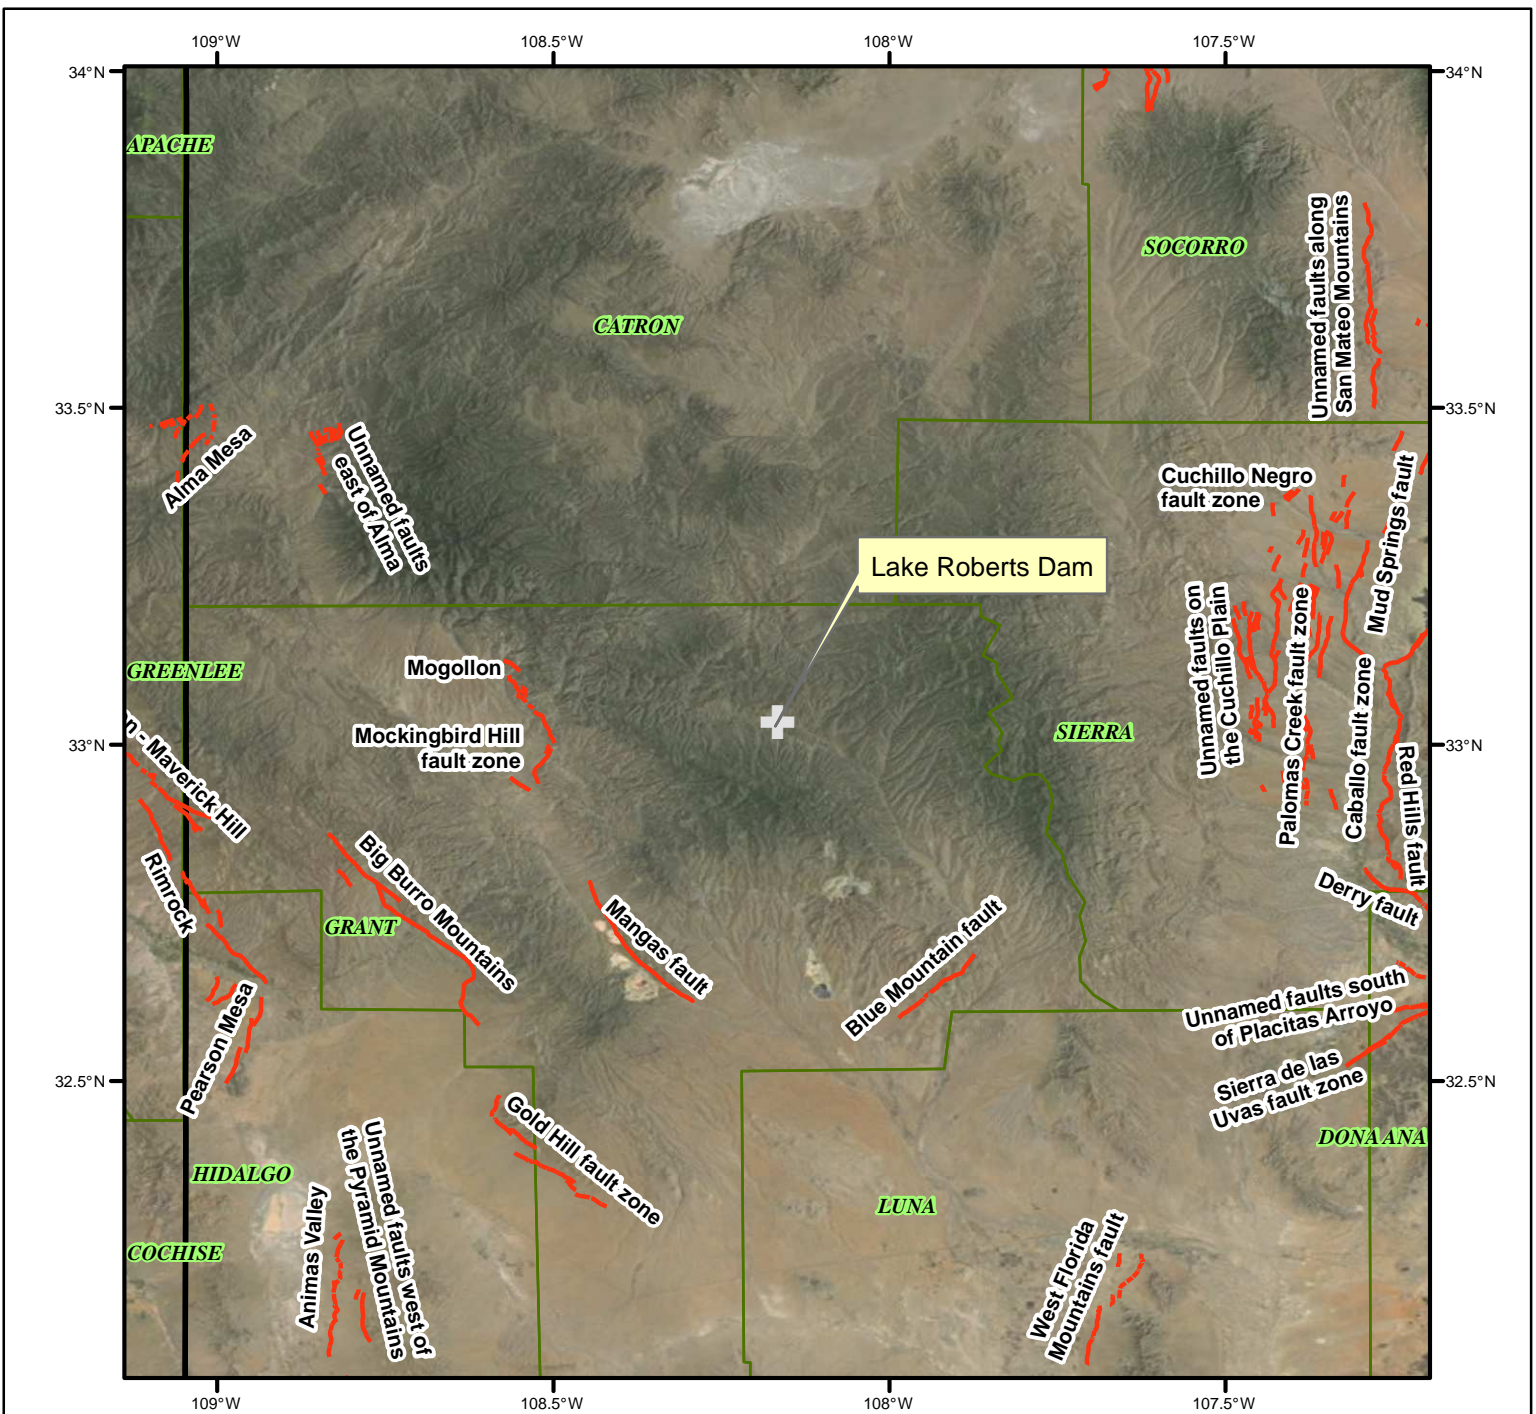 109°W
108.5°W
108°W
107.5°W
34°N
34°N
APACHE
SOCORRO
Unnamed faults along
San Mateo Mountains
CATRON
33.5°N
33.5°N
Alma Mesa
Unnamed faults
east of Alma
Cuchillo Negro
fault zone
Mud Springs fault
Lake Roberts Dam
Unnamed faults on
the Cuchillo Plain
Palomas Creek fault zone
Caballo fault zone
GREENLEE
Mogollon
Mockingbird Hill
fault zone
SIERRA
33°N
33°N
n - Maverick Hill
Red Hills fault
Rimrock
Big Burro Mountains
GRANT
Mangas fault
Blue Mountain fault
Derry fault
Pearson Mesa
Unnamed faults south
of Placitas Arroyo
Sierra de las
Uvas fault zone
32.5°N
32.5°N
Gold Hill fault zone
DONA ANA
HIDALGO
LUNA
COCHISE
Animas Valley
Unnamed faults west of
the Pyramid Mountains
West Florida
Mountains fault
109°W
108.5°W
108°W
107.5°W